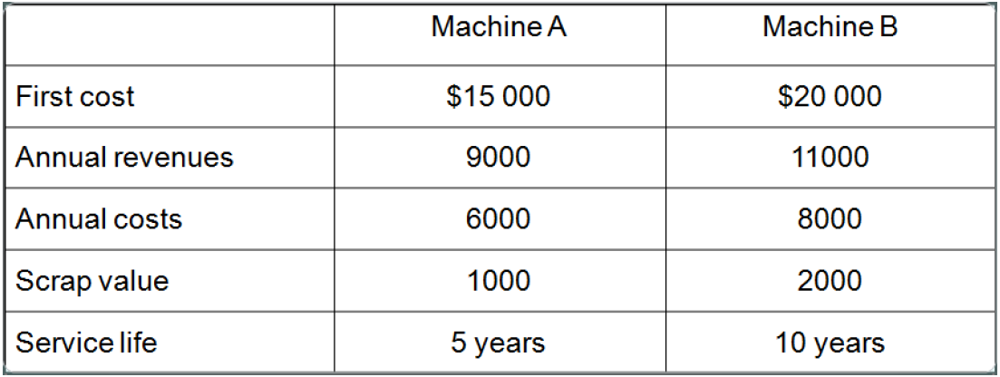 Machine A Machine B
First cost $15 000 $20 000
Annual revenues 9000 11000
Annual costs 6000 8000
Scrap value 1000 2000
Service life 5 years 10 years